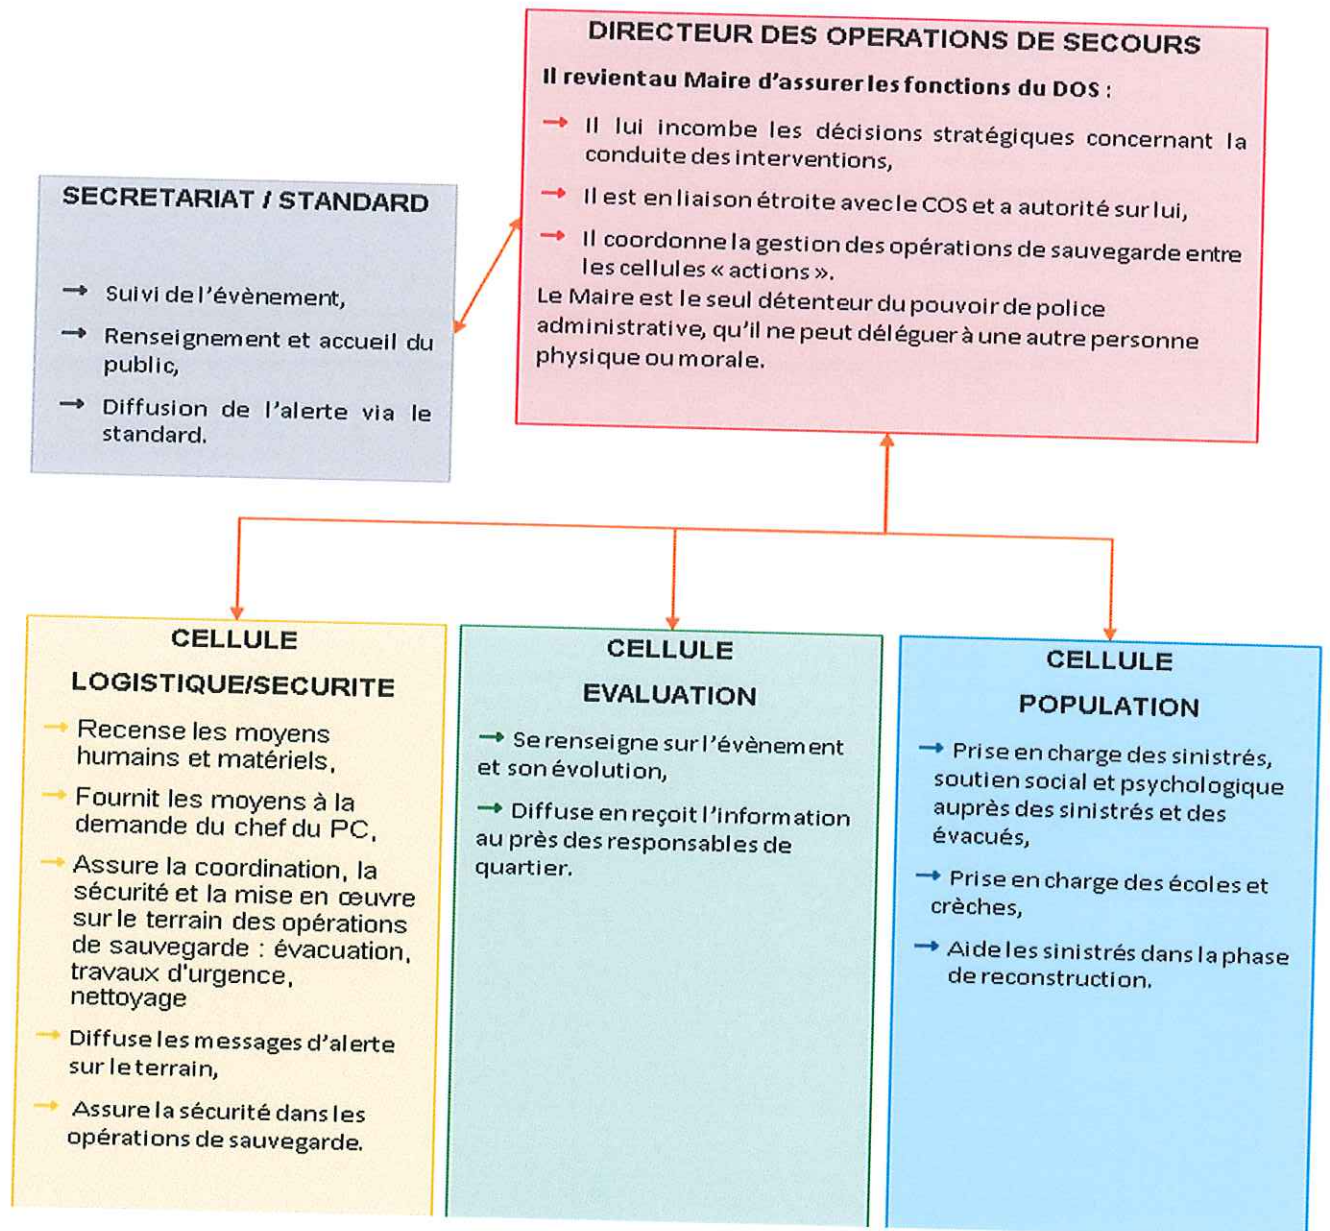 DIRECTEUR DES OPERATIONS DE SECOURS
Il revient au Maire d'assurer les fonctions du DOS :
→ Il lui incombe les décisions stratégiques concernant la
conduite des interventions,
→ Il est en liaison étroite avec le COS et a autorité sur lui,
→ Il coordonne la gestion des opérations de sauvegarde entre
les cellules « actions ».
Le Maire est le seul détenteur du pouvoir de police
administrative, qu'il ne peut déléguer à une autre personne
physique ou morale.
SECRETARIAT / STANDARD
→ Suivi de l'évènement,
→ Renseignement et accueil du
public,
→ Diffusion de l'alerte via le
standard.
CELLULE
LOGISTIQUE/SECURITE
→ Recense les moyens
humains et matériels,
→ Fournit les moyens à la
demande du chef du PC,
→ Assure la coordination, la
sécurité et la mise en œuvre
sur le terrain des opérations
de sauvegarde : évacuation,
travaux d'urgence,
nettoyage
→ Diffuse les messages d'alerte
sur le terrain,
→ Assure la sécurité dans les
opérations de sauvegarde.
CELLULE
EVALUATION
→ Se renseigne sur l'évènement
et son évolution,
→ Diffuse en reçoit l'information
au près des responsables de
quartier.
CELLULE
POPULATION
→ Prise en charge des sinistrés,
soutien social et psychologique
auprès des sinistrés et des
évacués,
→ Prise en charge des écoles et
crèches,
→ Aide les sinistrés dans la phase
de reconstruction.